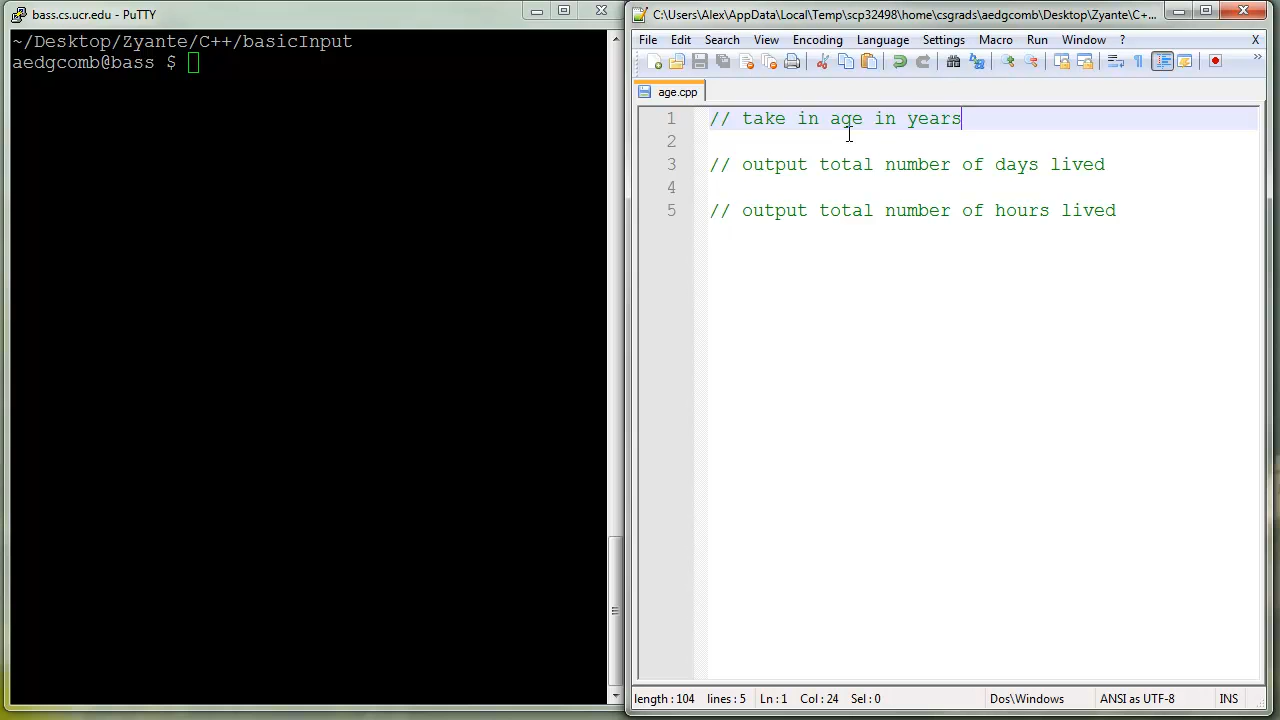 bass.cs.ucr.edu - PuTTY
~/Desktop/Zyante/C++/basicInput
aedgcomb@bass $
C:\Users\Alex\AppData\Local\Temp\scp32498\home\csgrads\aedgcomb\Desktop\Zyante\C+...
File Edit Search View Encoding Language Settings Macro Run Window ? X
age.cpp
1 // take in age in years
2
3 // output total number of days lived
4
5 // output total number of hours lived
length : 104 lines : 5 Ln : 1 Col : 24 Sel : 0 Dos\Windows ANSI as UTF-8 INS